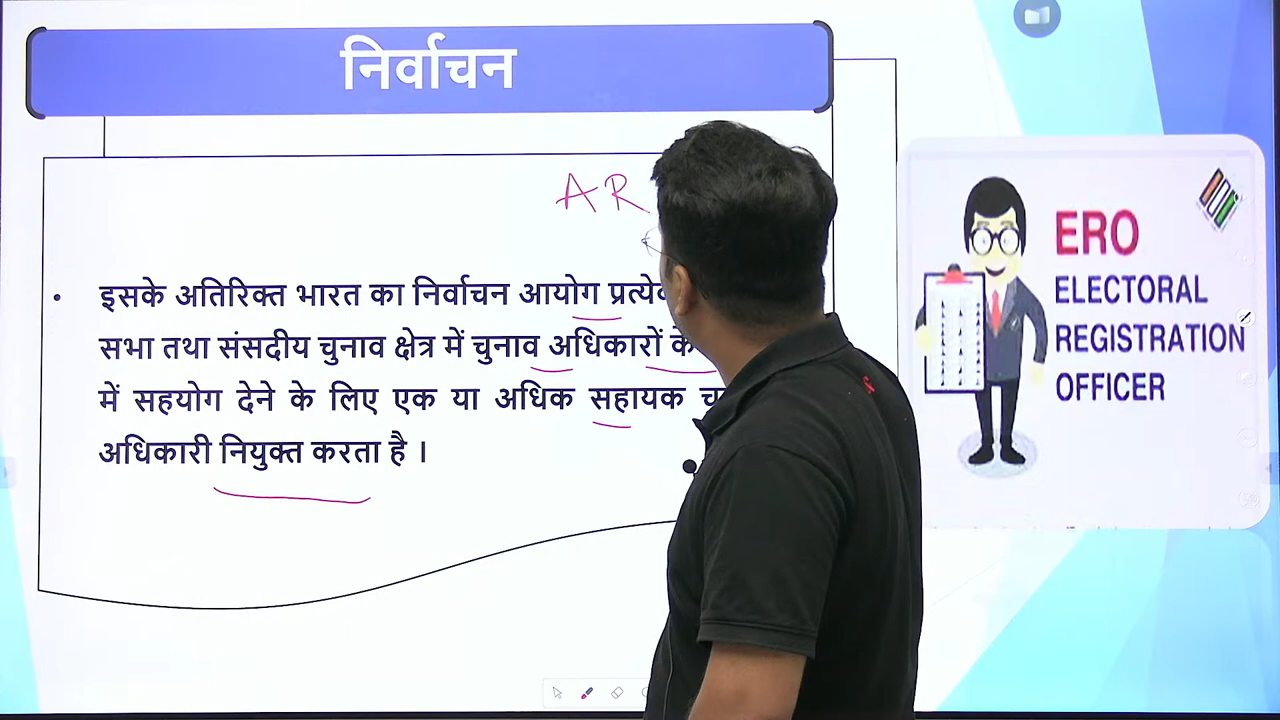 निर्वाचन
AR
• इसके अतिरिक्त भारत का निर्वाचन आयोग
सभा तथा संसदीय चुनाव क्षेत्र में चुनाव अधिकारों के
में सहयोग देने के लिए एक या अधिक सहायक
अधिकारी नियुक्त करता है ।
ERO
ELECTORAL
REGISTRATION
OFFICER